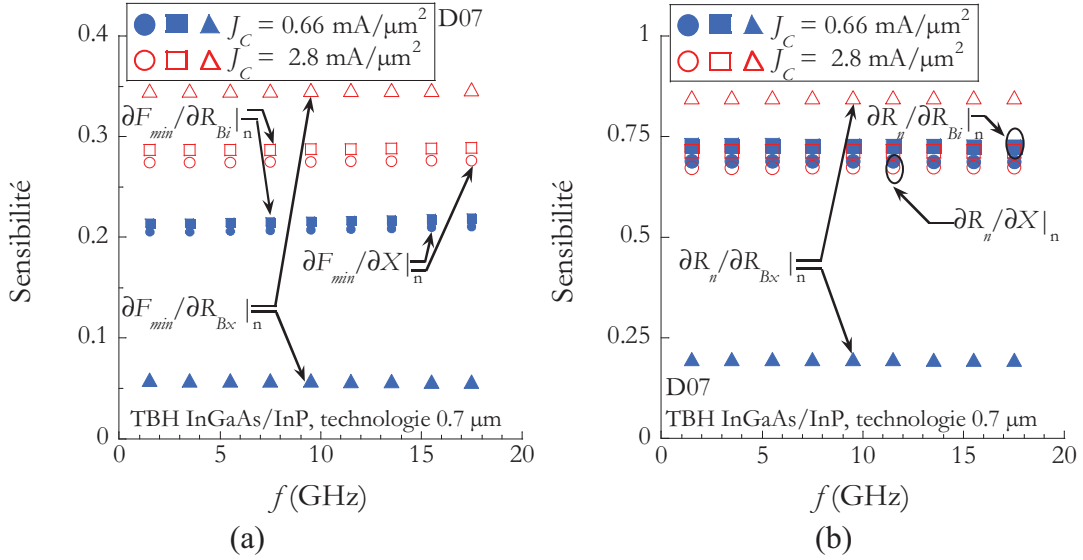 D07
J_C = 0.66 mA/µm²
J_C = 2.8 mA/µm²
Sensibilité
0.4
0.3
0.2
0.1
0
∂F_min/∂R_Bi|_n
∂F_min/∂X|_n
∂F_min/∂R_Bx|_n
TBH InGaAs/InP, technologie 0.7 µm
0 5 10 15 20
f (GHz)
(a)
J_C = 0.66 mA/µm²
J_C = 2.8 mA/µm²
Sensibilité
1
0.75
0.5
0.25
0
∂R_n/∂R_Bi|_n
∂R_n/∂X|_n
∂R_n/∂R_Bx|_n
D07
TBH InGaAs/InP, technologie 0.7 µm
0 5 10 15 20
f (GHz)
(b)